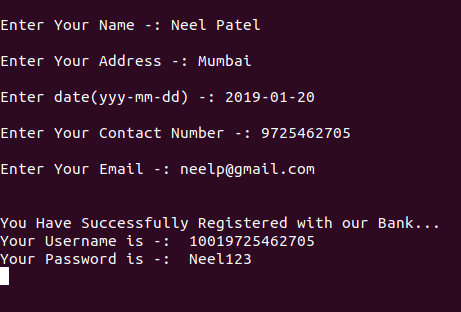 Enter Your Name -: Neel Patel
Enter Your Address -: Mumbai
Enter date(yyy-mm-dd) -: 2019-01-20
Enter Your Contact Number -: 9725462705
Enter Your Email -: neelp@gmail.com
You Have Successfully Registered with our Bank...
Your Username is -:  10019725462705
Your Password is -:  Neel123